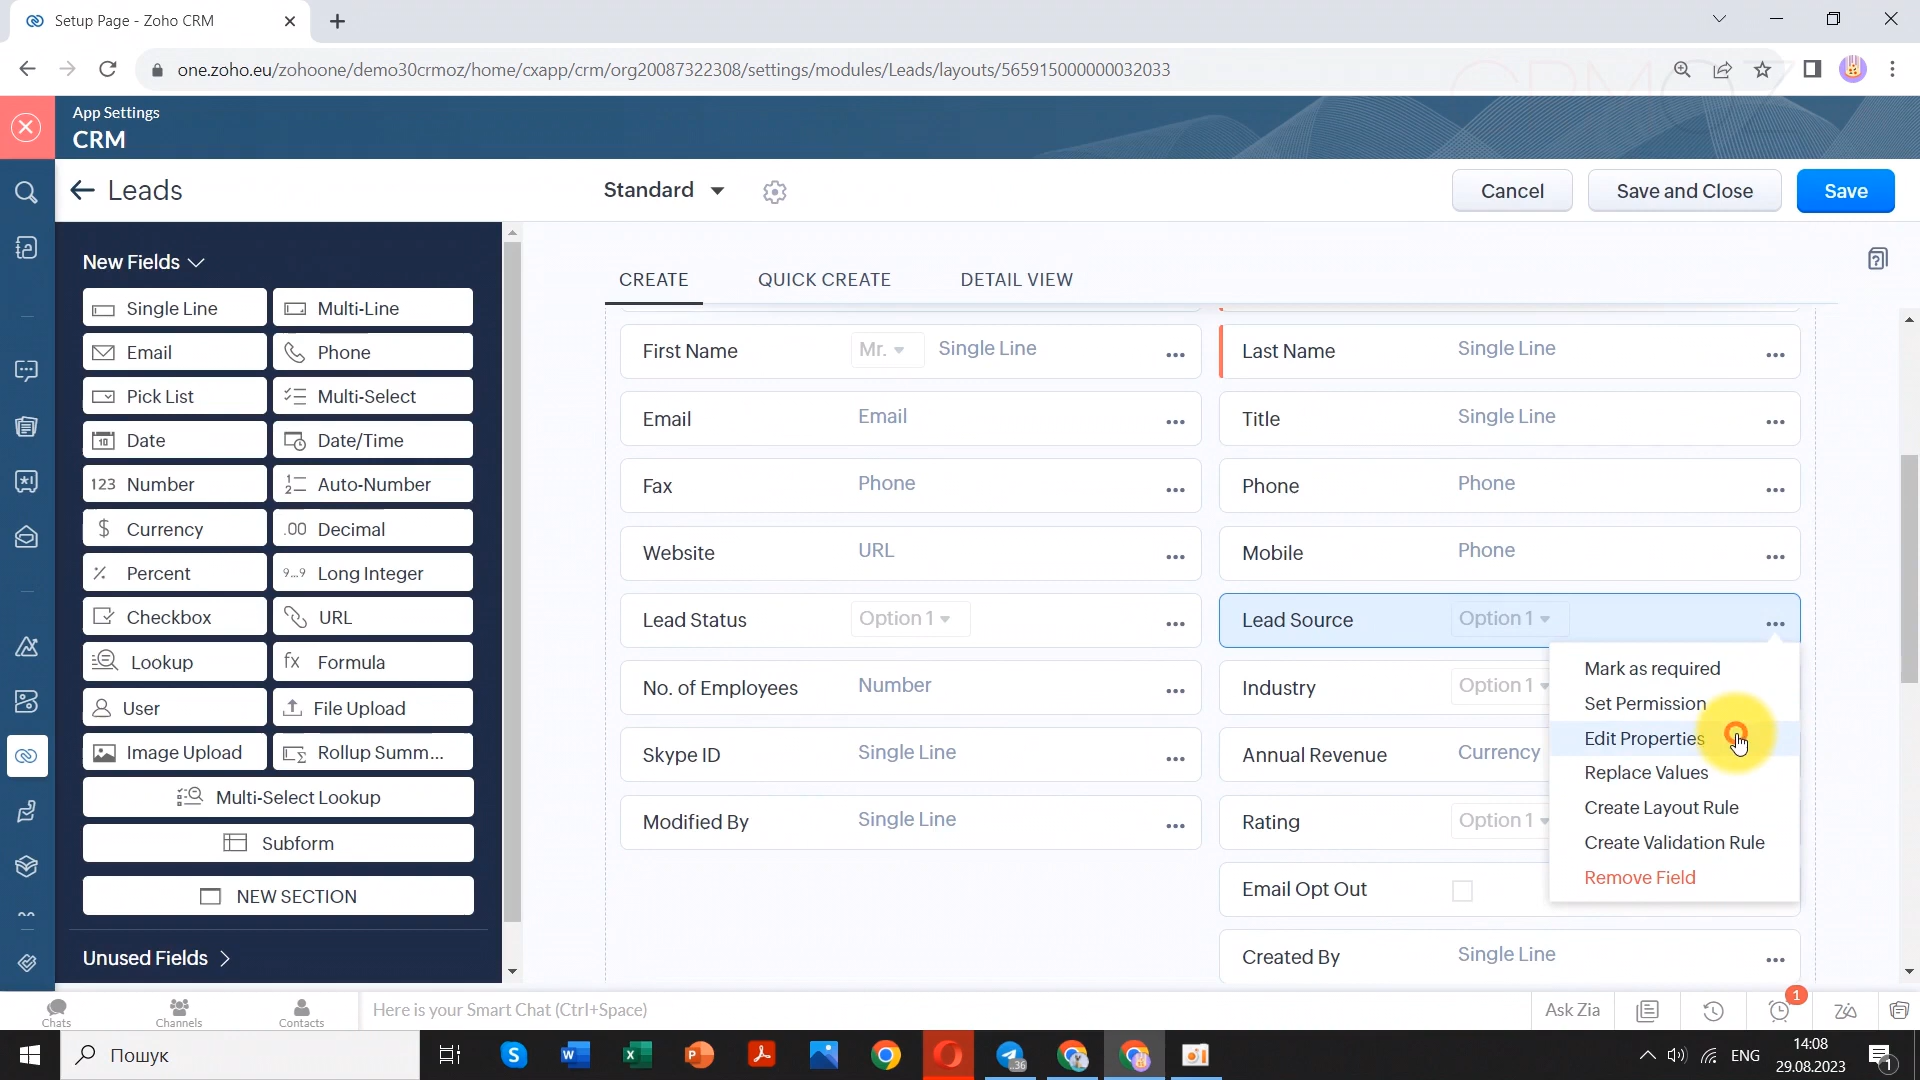 Setup Page - Zoho CRM
one.zoho.eu/zohoone/demo30crmoz/home/cxapp/crm/org20087322308/settings/modules/Leads/layouts/565915000000032033
App Settings
CRM
Leads
Standard
Cancel
Save and Close
Save
New Fields
Single Line
Multi-Line
Email
Phone
Pick List
Multi-Select
Date
Date/Time
Number
Auto-Number
Currency
Decimal
Percent
Long Integer
Checkbox
URL
Lookup
Formula
User
File Upload
Image Upload
Rollup Summ...
Multi-Select Lookup
Subform
NEW SECTION
Unused Fields
CREATE
QUICK CREATE
DETAIL VIEW
First Name Mr. Single Line
Last Name Single Line
Email Email
Title Single Line
Fax Phone
Phone Phone
Website URL
Mobile Phone
Lead Status Option 1
Lead Source Option 1
No. of Employees Number
Industry Option 1
Skype ID Single Line
Annual Revenue Currency
Modified By Single Line
Rating Option 1
Email Opt Out
Created By Single Line
Mark as required
Set Permission
Edit Properties
Replace Values
Create Layout Rule
Create Validation Rule
Remove Field
Chats
Channels
Contacts
Here is your Smart Chat (Ctrl+Space)
Ask Zia
1
Пошук
36
ENG
14:08
29.08.2023
1